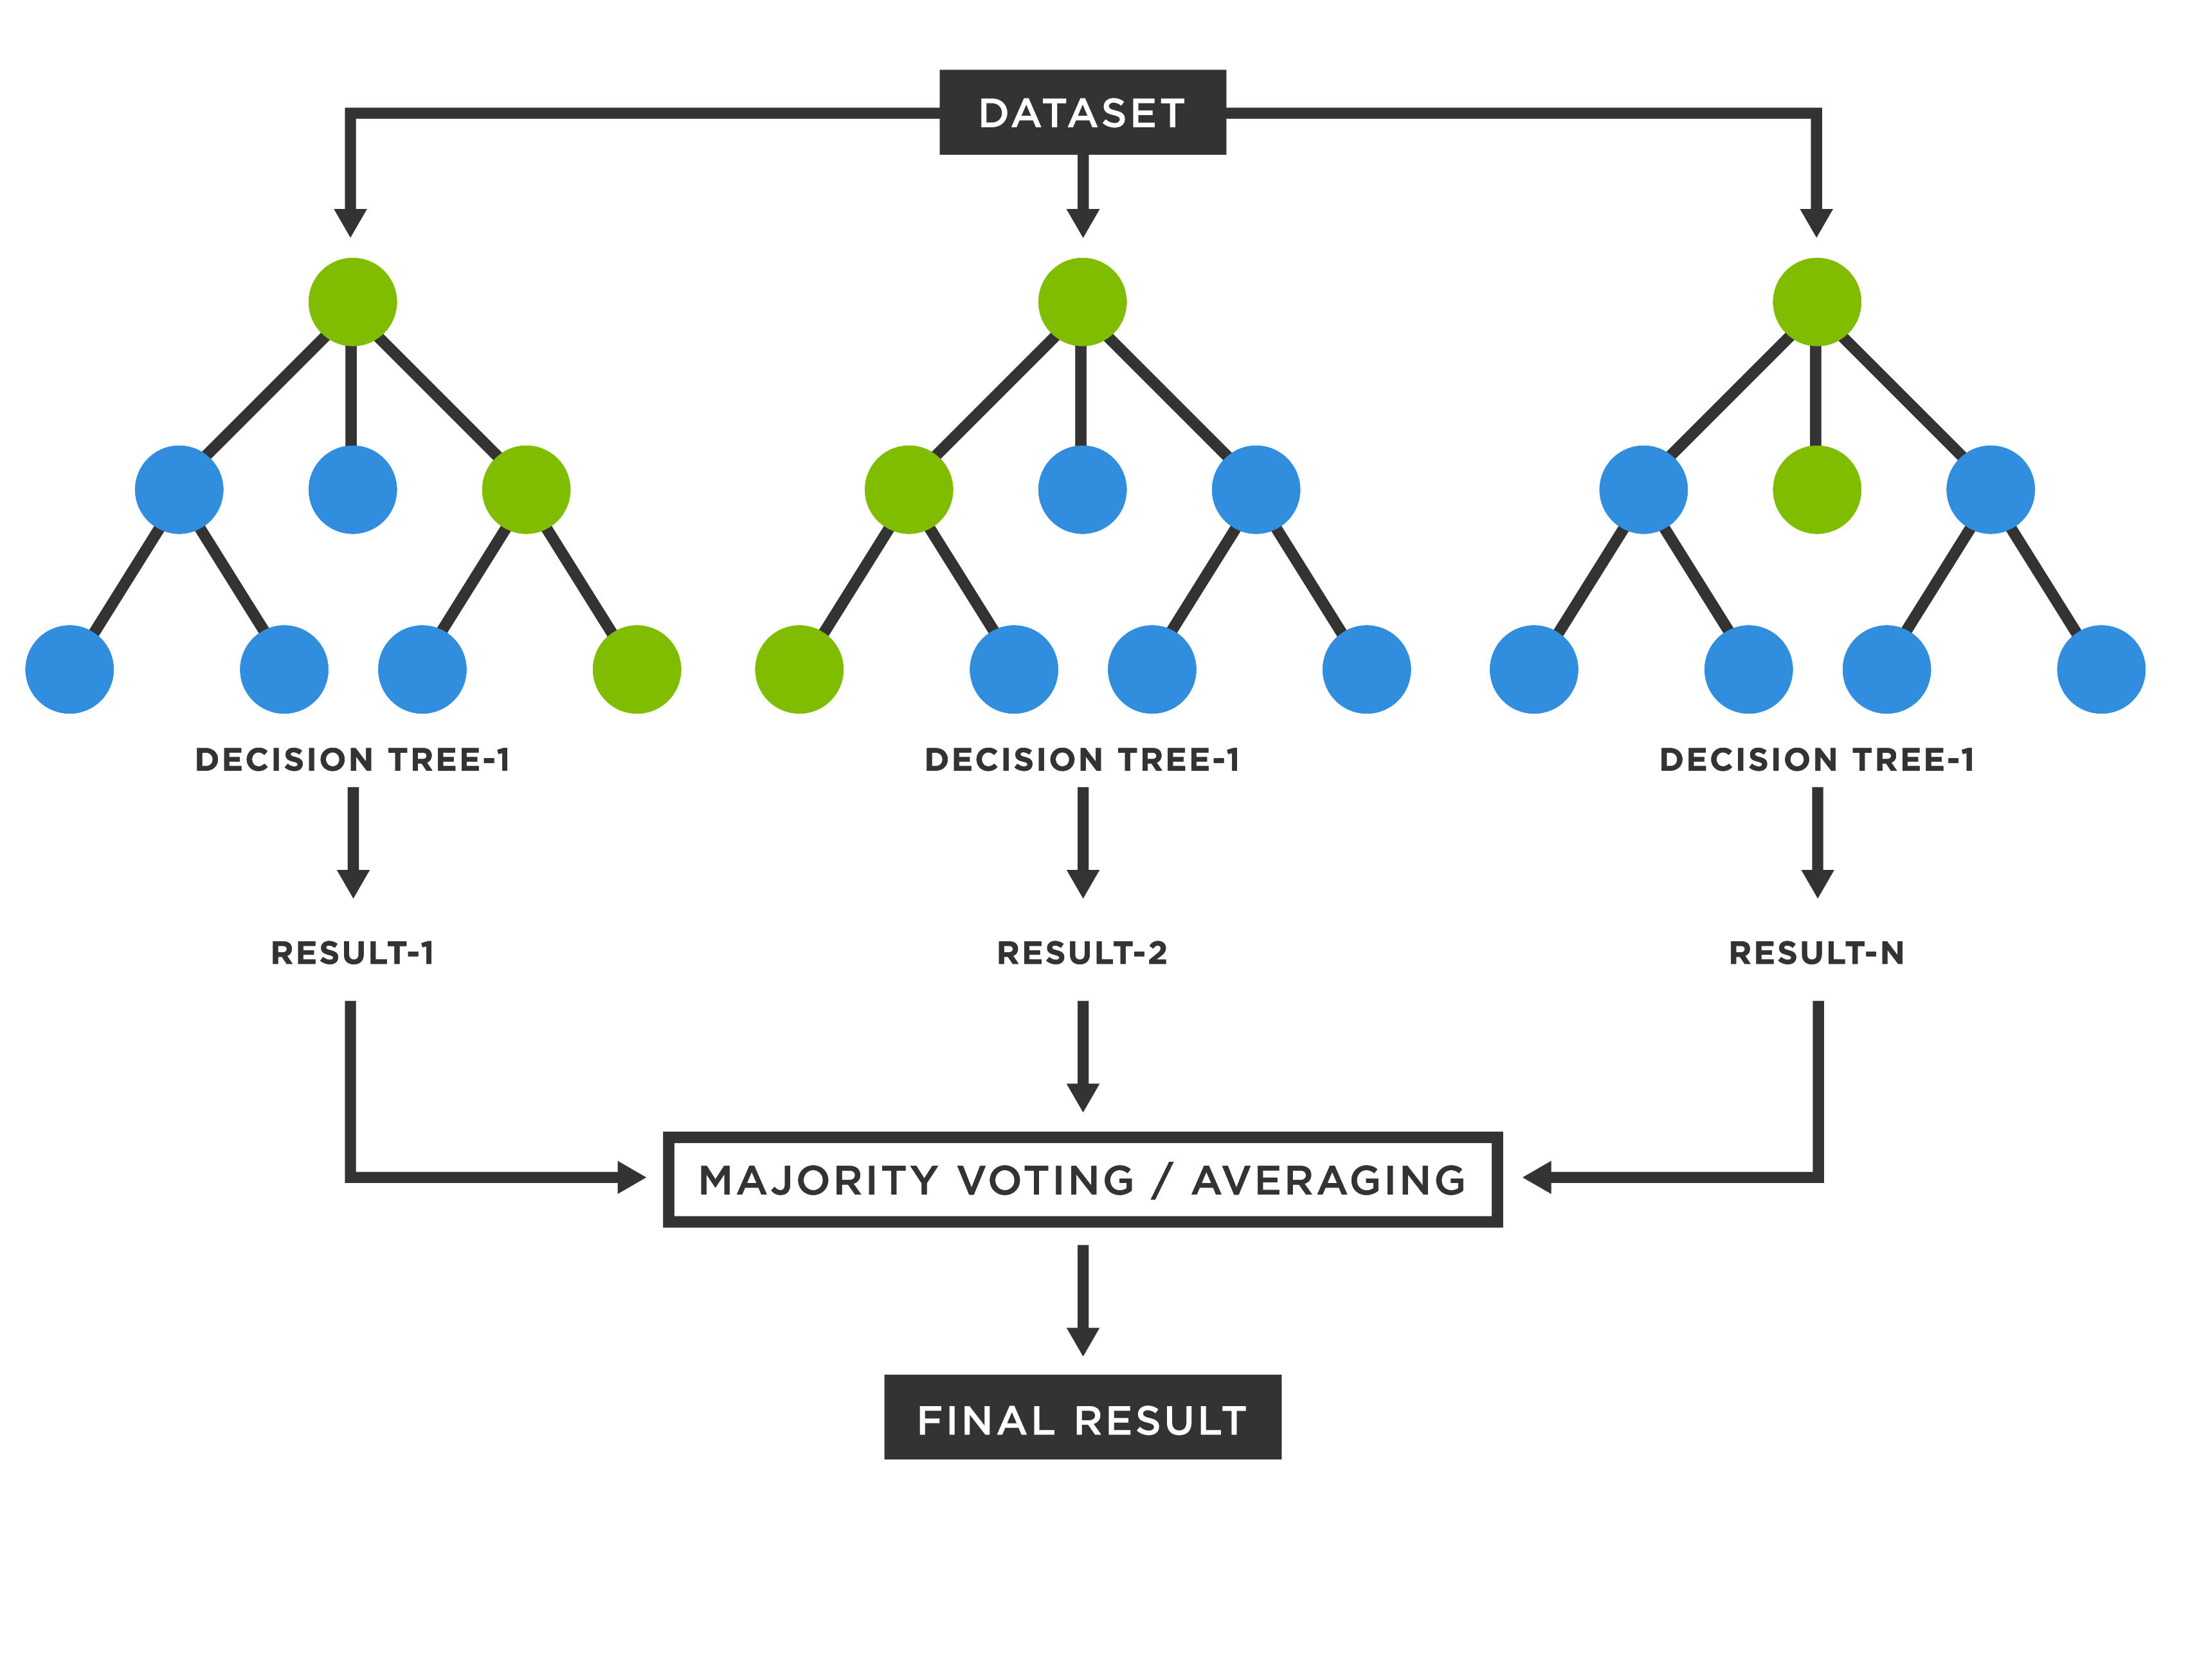 DATASET
DECISION TREE-1
DECISION TREE-1
DECISION TREE-1
RESULT-1
RESULT-2
RESULT-N
MAJORITY VOTING / AVERAGING
FINAL RESULT